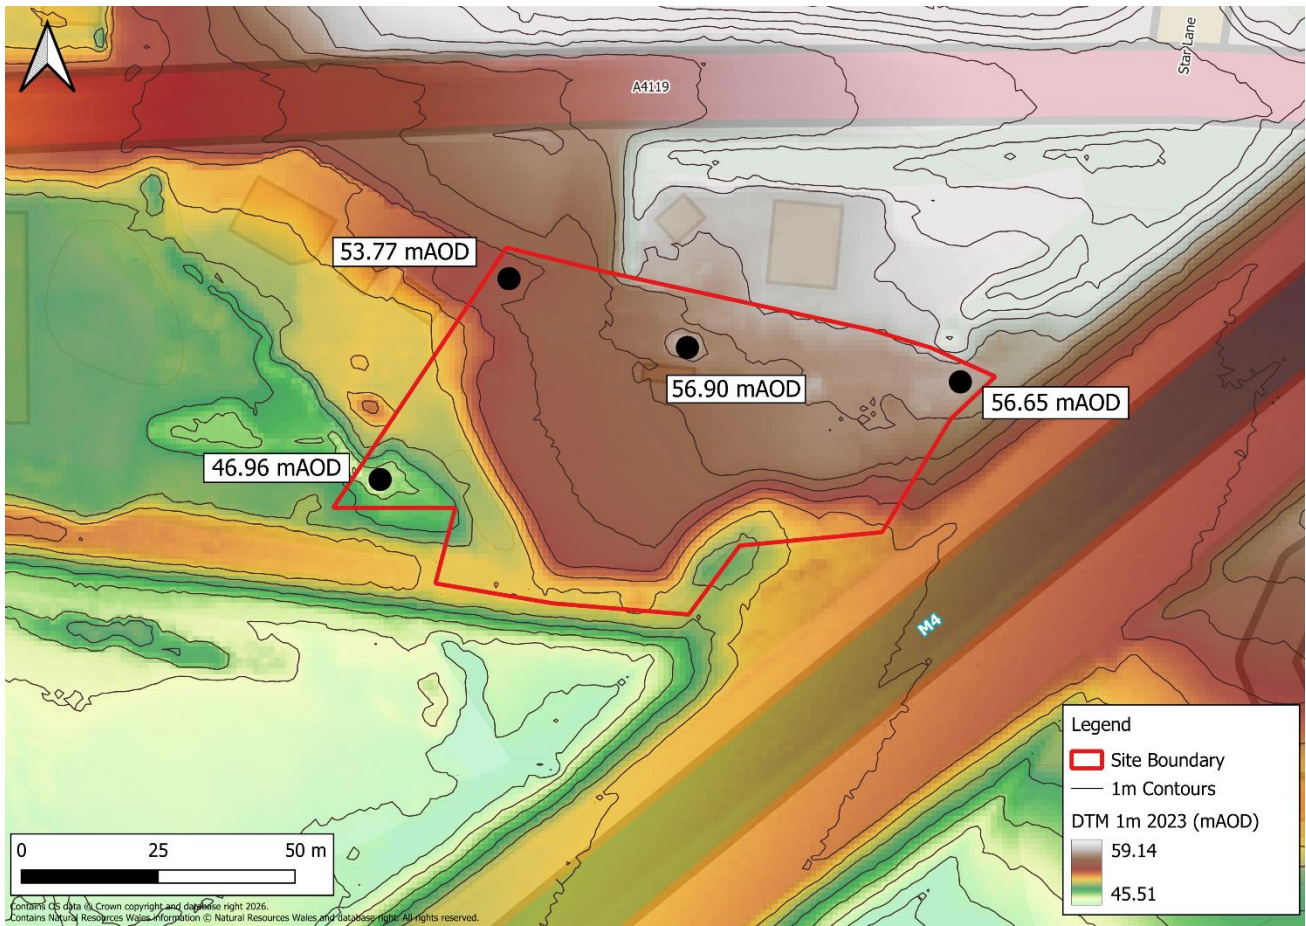 Star Lane
A4119
53.77 mAOD
56.90 mAOD
56.65 mAOD
46.96 mAOD
M4
Legend
Site Boundary
1m Contours
DTM 1m 2023 (mAOD)
59.14
45.51
0 25 50 m
Contains OS data © Crown copyright and database right 2026.
Contains Natural Resources Wales information © Natural Resources Wales and database right. All rights reserved.